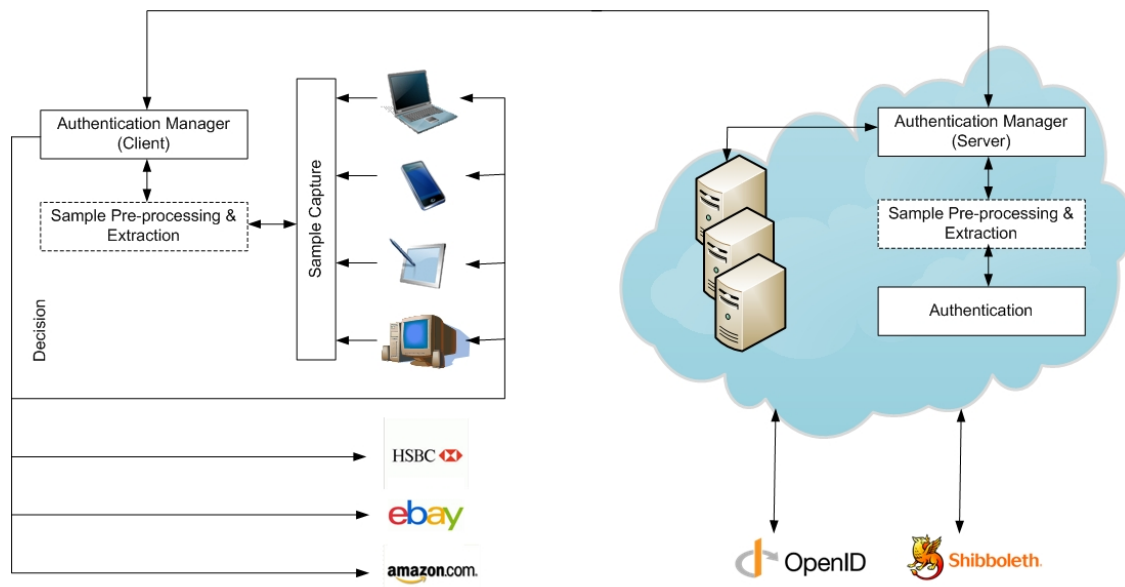 Authentication Manager
(Client)
Sample Pre-processing &
Extraction
Sample Capture
Decision
HSBC
ebay
amazon.com.
Authentication Manager
(Server)
Sample Pre-processing &
Extraction
Authentication
OpenID
Shibboleth.